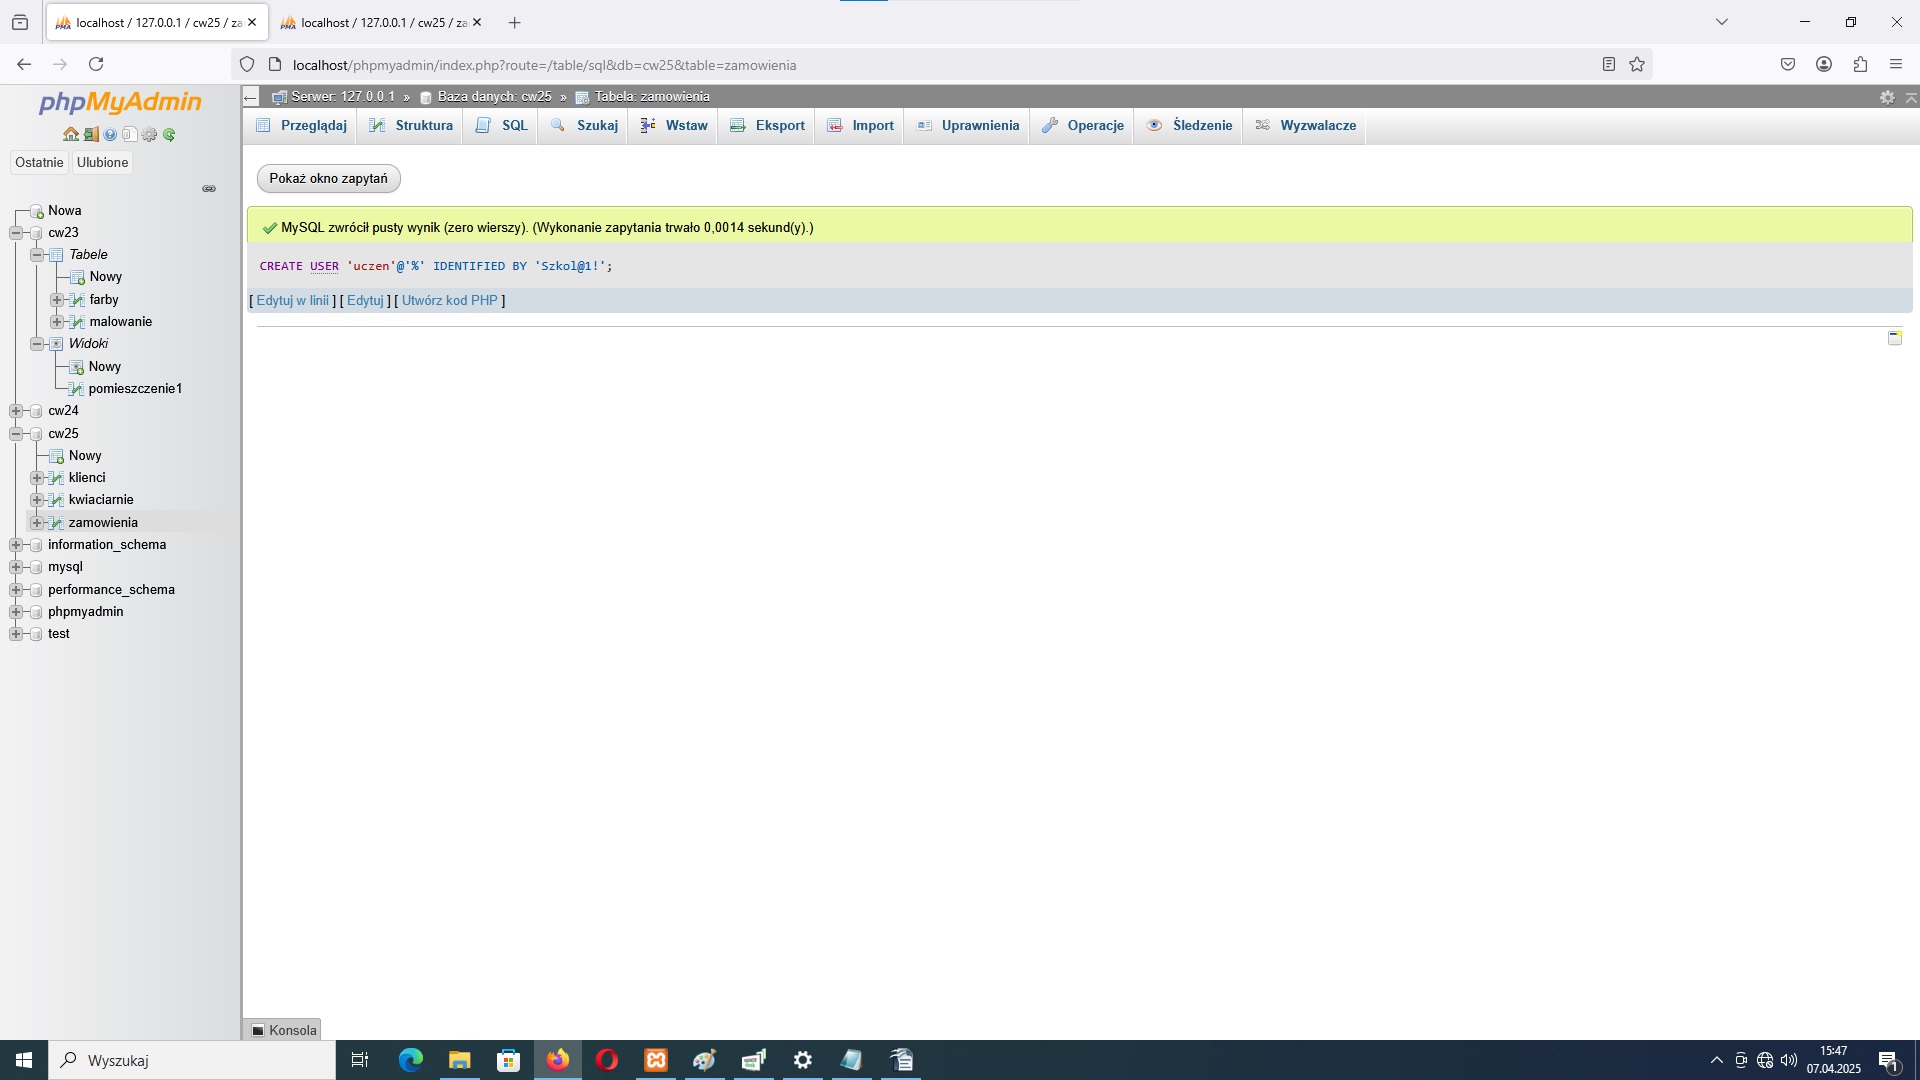 localhost / 127.0.0.1 / cw25 / za
localhost / 127.0.0.1 / cw25 / za
localhost/phpmyadmin/index.php?route=/table/sql&db=cw25&table=zamowienia
phpMyAdmin
Ostatnie
Ulubione
Nowa
cw23
Tabele
Nowy
farby
malowanie
Widoki
Nowy
pomieszczenie1
cw24
cw25
Nowy
klienci
kwiaciarnie
zamowienia
information_schema
mysql
performance_schema
phpmyadmin
test
Serwer: 127.0.0.1 » Baza danych: cw25 » Tabela: zamowienia
Przeglądaj
Struktura
SQL
Szukaj
Wstaw
Eksport
Import
Uprawnienia
Operacje
Śledzenie
Wyzwalacze
Pokaż okno zapytań
MySQL zwrócił pusty wynik (zero wierszy). (Wykonanie zapytania trwało 0,0014 sekund(y).)
CREATE USER 'uczen'@'%' IDENTIFIED BY 'Szkol@1!';
[ Edytuj w linii ] [ Edytuj ] [ Utwórz kod PHP ]
Konsola
Wyszukaj
15:47
07.04.2025
1